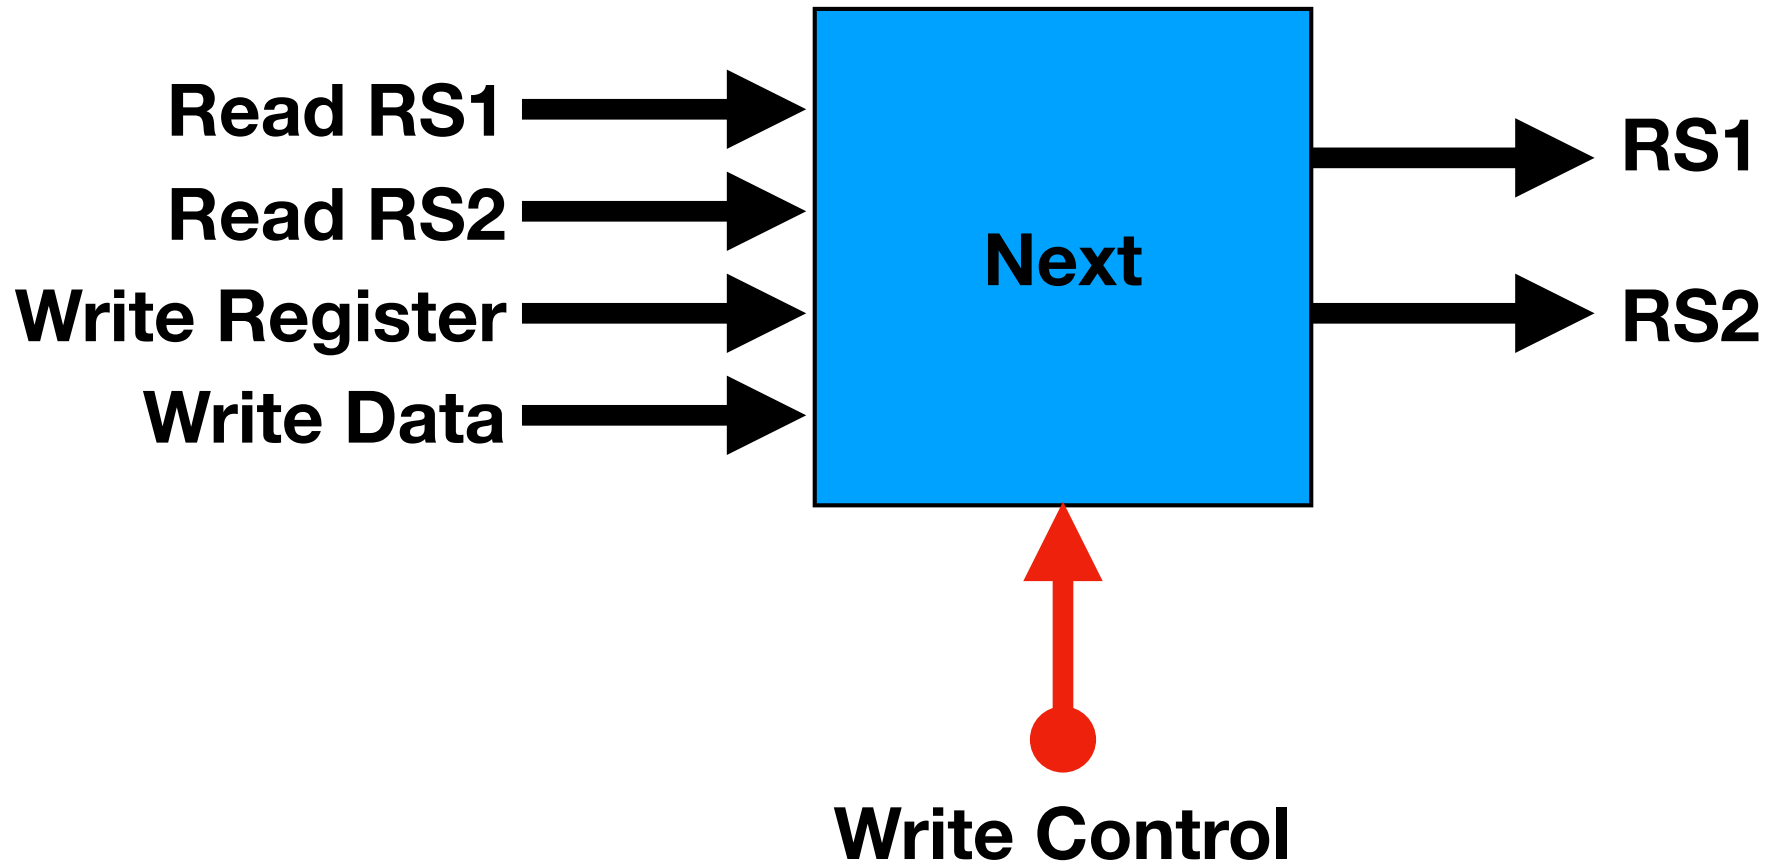 Read RS1
Read RS2
Write Register
Write Data
Next
RS1
RS2
Write Control